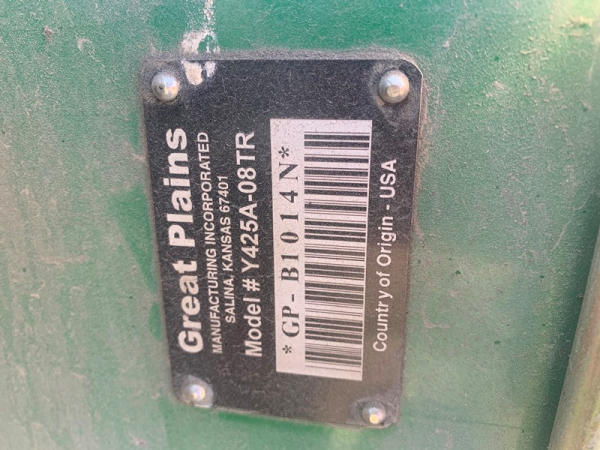 Great Plains
MANUFACTURING INCORPORATED
SALINA, KANSAS 67401
Model # Y425A-08TR
*GP-B1014N*
Country of Origin - USA